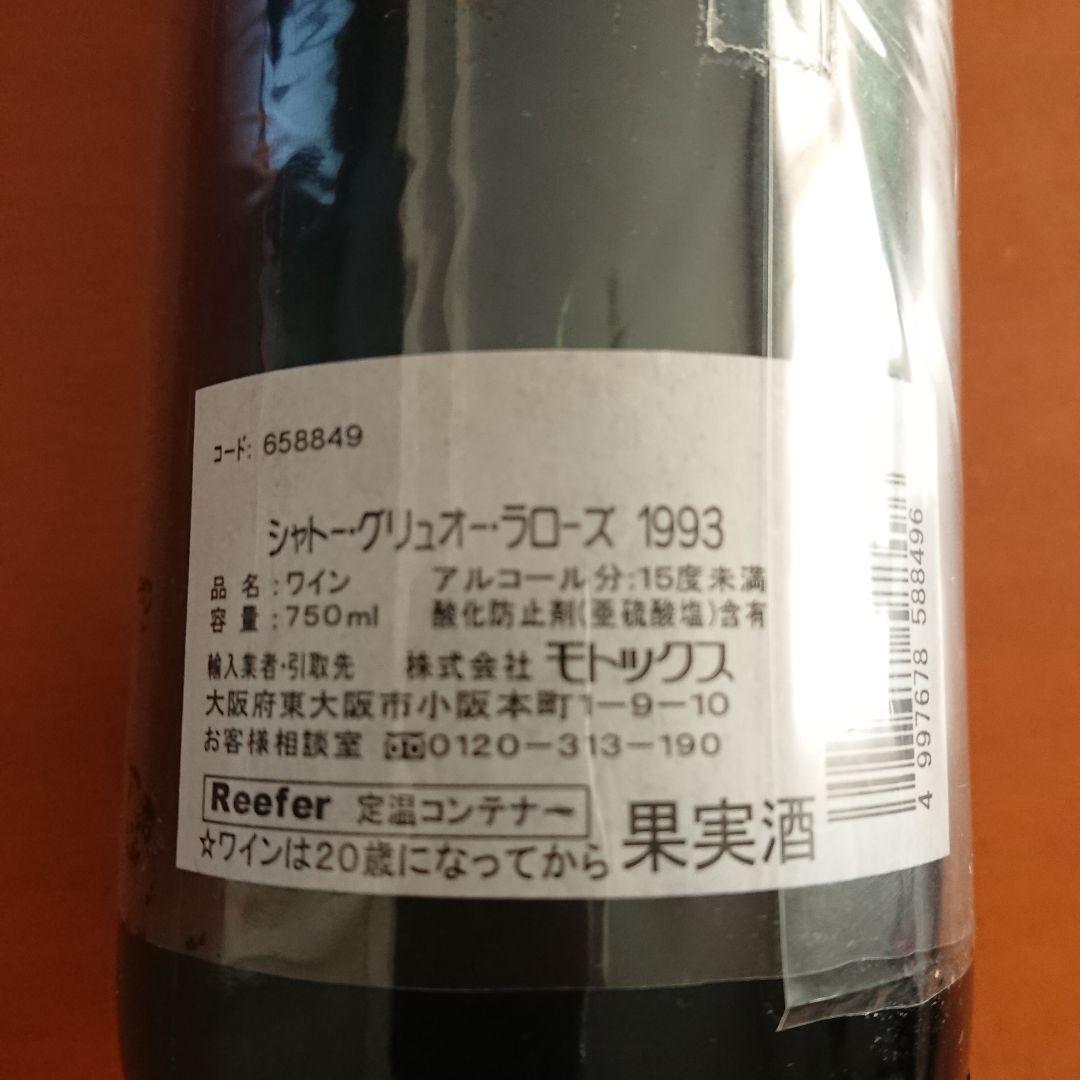 コード: 658849
シャトー・グリュオー・ラローズ 1993
品名:ワイン アルコール分:15度未満
容量:750ml 酸化防止剤(亜硫酸塩)含有
輸入業者・引取先 株式会社 モトックス
大阪府東大阪市小阪本町1-9-10
お客様相談室 0120-313-190
Reefer 定温コンテナー
☆ワインは20歳になってから
果実酒
4 997678 588496